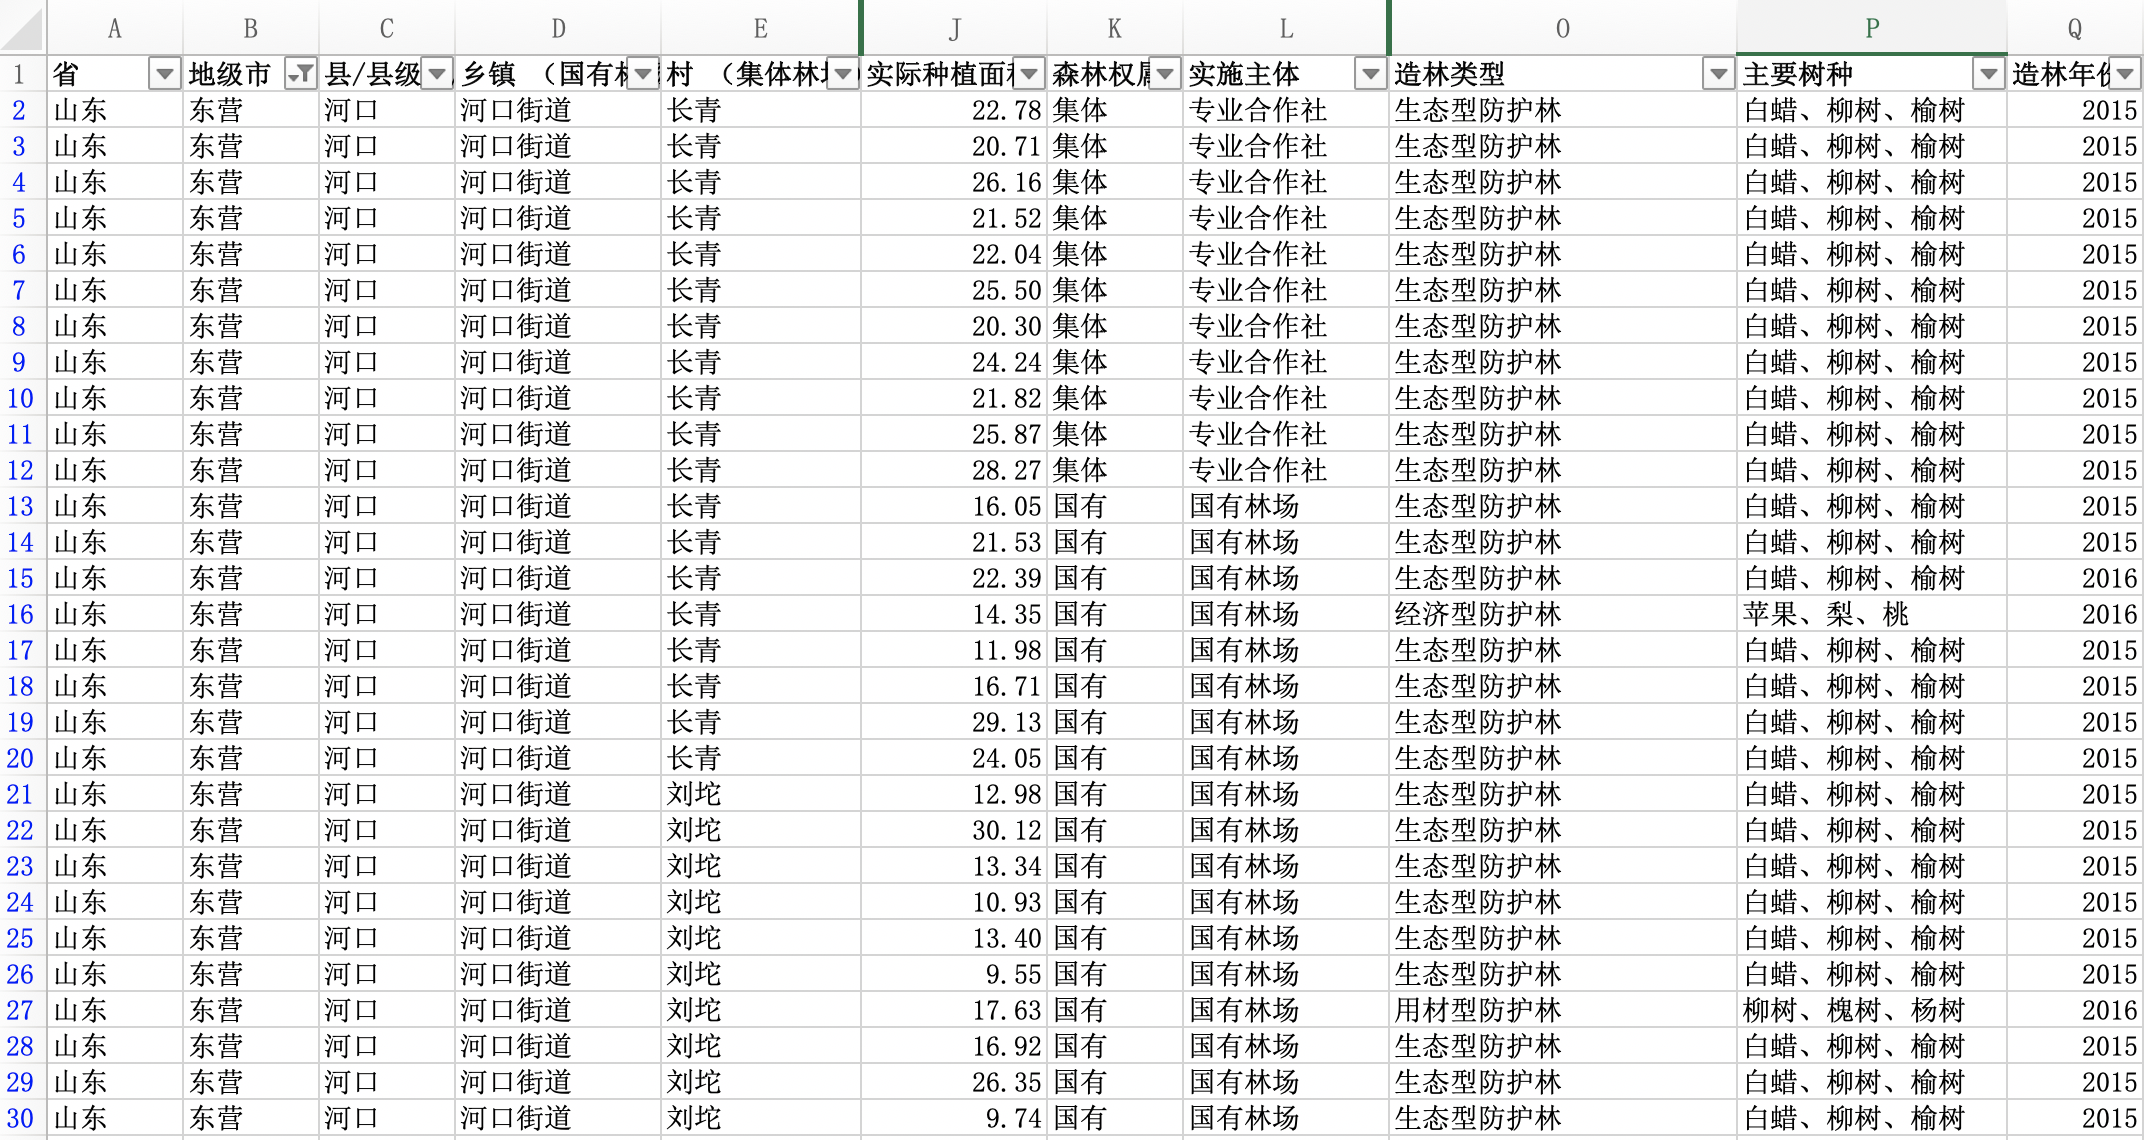 A B C D E J K L O P Q
1 省 地级市 县/县级 乡镇 （国有 村 （集体林 实际种植面 森林权 实施主体 造林类型 主要树种 造林年
2 山东 东营 河口 河口街道 长青 22.78 集体 专业合作社 生态型防护林 白蜡、柳树、榆树 2015
3 山东 东营 河口 河口街道 长青 20.71 集体 专业合作社 生态型防护林 白蜡、柳树、榆树 2015
4 山东 东营 河口 河口街道 长青 26.16 集体 专业合作社 生态型防护林 白蜡、柳树、榆树 2015
5 山东 东营 河口 河口街道 长青 21.52 集体 专业合作社 生态型防护林 白蜡、柳树、榆树 2015
6 山东 东营 河口 河口街道 长青 22.04 集体 专业合作社 生态型防护林 白蜡、柳树、榆树 2015
7 山东 东营 河口 河口街道 长青 25.50 集体 专业合作社 生态型防护林 白蜡、柳树、榆树 2015
8 山东 东营 河口 河口街道 长青 20.30 集体 专业合作社 生态型防护林 白蜡、柳树、榆树 2015
9 山东 东营 河口 河口街道 长青 24.24 集体 专业合作社 生态型防护林 白蜡、柳树、榆树 2015
10 山东 东营 河口 河口街道 长青 21.82 集体 专业合作社 生态型防护林 白蜡、柳树、榆树 2015
11 山东 东营 河口 河口街道 长青 25.87 集体 专业合作社 生态型防护林 白蜡、柳树、榆树 2015
12 山东 东营 河口 河口街道 长青 28.27 集体 专业合作社 生态型防护林 白蜡、柳树、榆树 2015
13 山东 东营 河口 河口街道 长青 16.05 国有 国有林场 生态型防护林 白蜡、柳树、榆树 2015
14 山东 东营 河口 河口街道 长青 21.53 国有 国有林场 生态型防护林 白蜡、柳树、榆树 2015
15 山东 东营 河口 河口街道 长青 22.39 国有 国有林场 生态型防护林 白蜡、柳树、榆树 2016
16 山东 东营 河口 河口街道 长青 14.35 国有 国有林场 经济型防护林 苹果、梨、桃 2016
17 山东 东营 河口 河口街道 长青 11.98 国有 国有林场 生态型防护林 白蜡、柳树、榆树 2015
18 山东 东营 河口 河口街道 长青 16.71 国有 国有林场 生态型防护林 白蜡、柳树、榆树 2015
19 山东 东营 河口 河口街道 长青 29.13 国有 国有林场 生态型防护林 白蜡、柳树、榆树 2015
20 山东 东营 河口 河口街道 长青 24.05 国有 国有林场 生态型防护林 白蜡、柳树、榆树 2015
21 山东 东营 河口 河口街道 刘坨 12.98 国有 国有林场 生态型防护林 白蜡、柳树、榆树 2015
22 山东 东营 河口 河口街道 刘坨 30.12 国有 国有林场 生态型防护林 白蜡、柳树、榆树 2015
23 山东 东营 河口 河口街道 刘坨 13.34 国有 国有林场 生态型防护林 白蜡、柳树、榆树 2015
24 山东 东营 河口 河口街道 刘坨 10.93 国有 国有林场 生态型防护林 白蜡、柳树、榆树 2015
25 山东 东营 河口 河口街道 刘坨 13.40 国有 国有林场 生态型防护林 白蜡、柳树、榆树 2015
26 山东 东营 河口 河口街道 刘坨 9.55 国有 国有林场 生态型防护林 白蜡、柳树、榆树 2015
27 山东 东营 河口 河口街道 刘坨 17.63 国有 国有林场 用材型防护林 柳树、槐树、杨树 2016
28 山东 东营 河口 河口街道 刘坨 16.92 国有 国有林场 生态型防护林 白蜡、柳树、榆树 2015
29 山东 东营 河口 河口街道 刘坨 26.35 国有 国有林场 生态型防护林 白蜡、柳树、榆树 2015
30 山东 东营 河口 河口街道 刘坨 9.74 国有 国有林场 生态型防护林 白蜡、柳树、榆树 2015